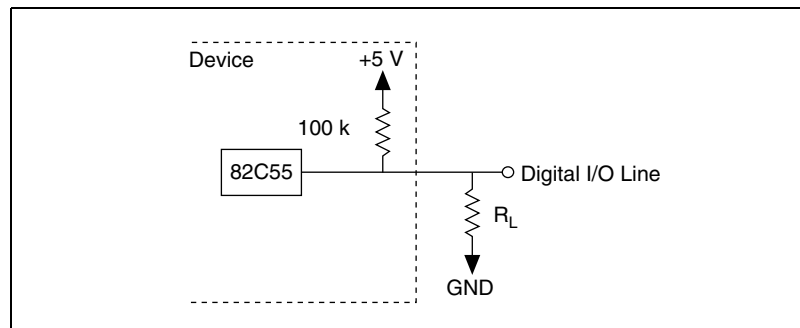 Device
+5 V
100 k
82C55
Digital I/O Line
RL
GND